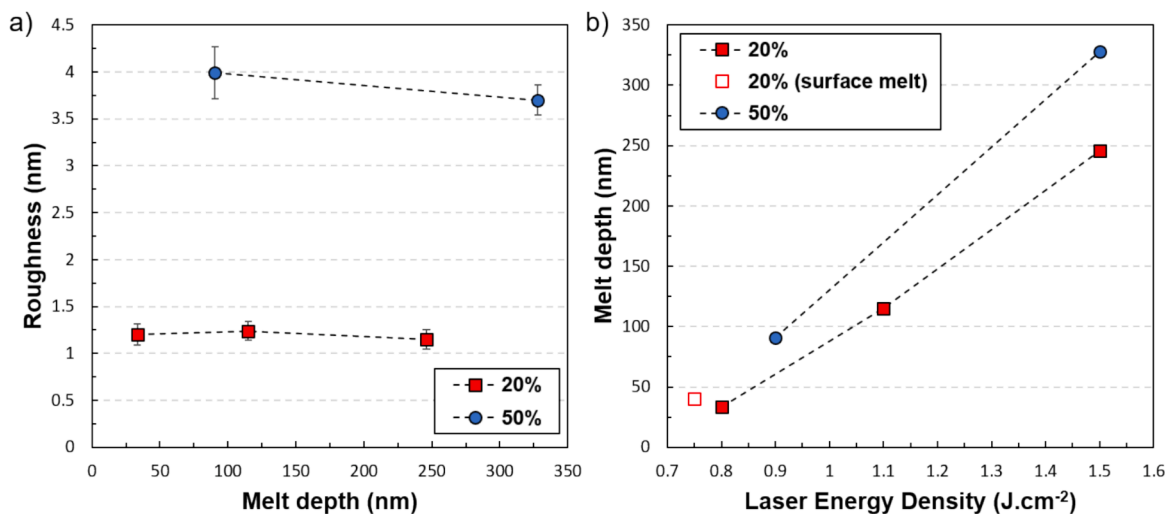 a)
Roughness (nm)
4.5
4
3.5
3
2.5
2
1.5
1
0.5
0
0 50 100 150 200 250 300 350
Melt depth (nm)
20%
50%
b)
Melt depth (nm)
350
300
250
200
150
100
50
0
0.7 0.8 0.9 1 1.1 1.2 1.3 1.4 1.5 1.6
Laser Energy Density (J.cm-2)
20%
20% (surface melt)
50%